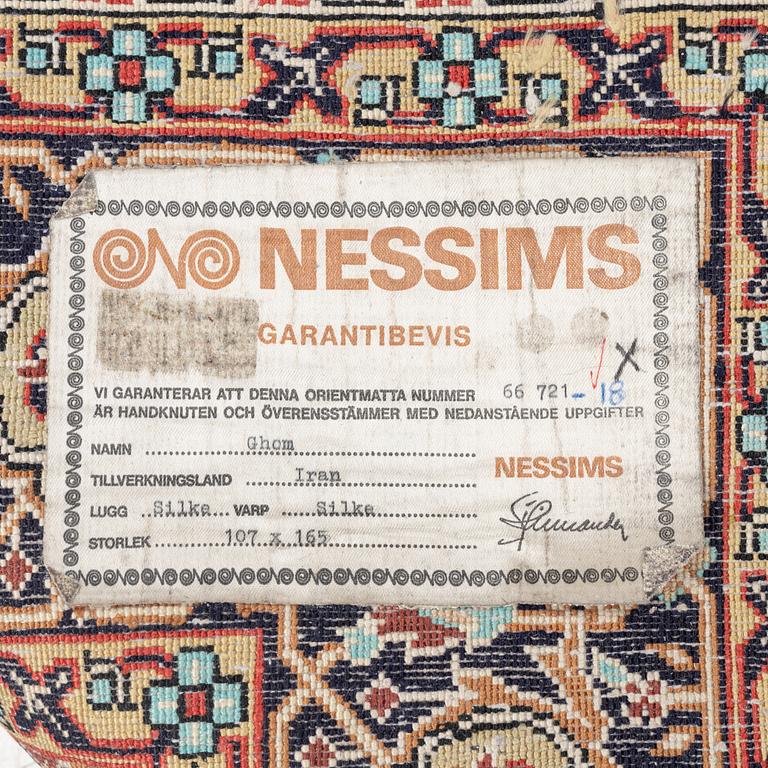 NESSIMS
GARANTIBEVIS
VI GARANTERAR ATT DENNA ORIENTMATTA NUMMER 66 721 - 18 X
ÄR HANDKNUTEN OCH ÖVERENSSTÄMMER MED NEDANSTÅENDE UPPGIFTER
NAMN Ghom
TILLVERKNINGSLAND Iran
NESSIMS
LUGG Silke VARP Silke
STORLEK 107 x 165